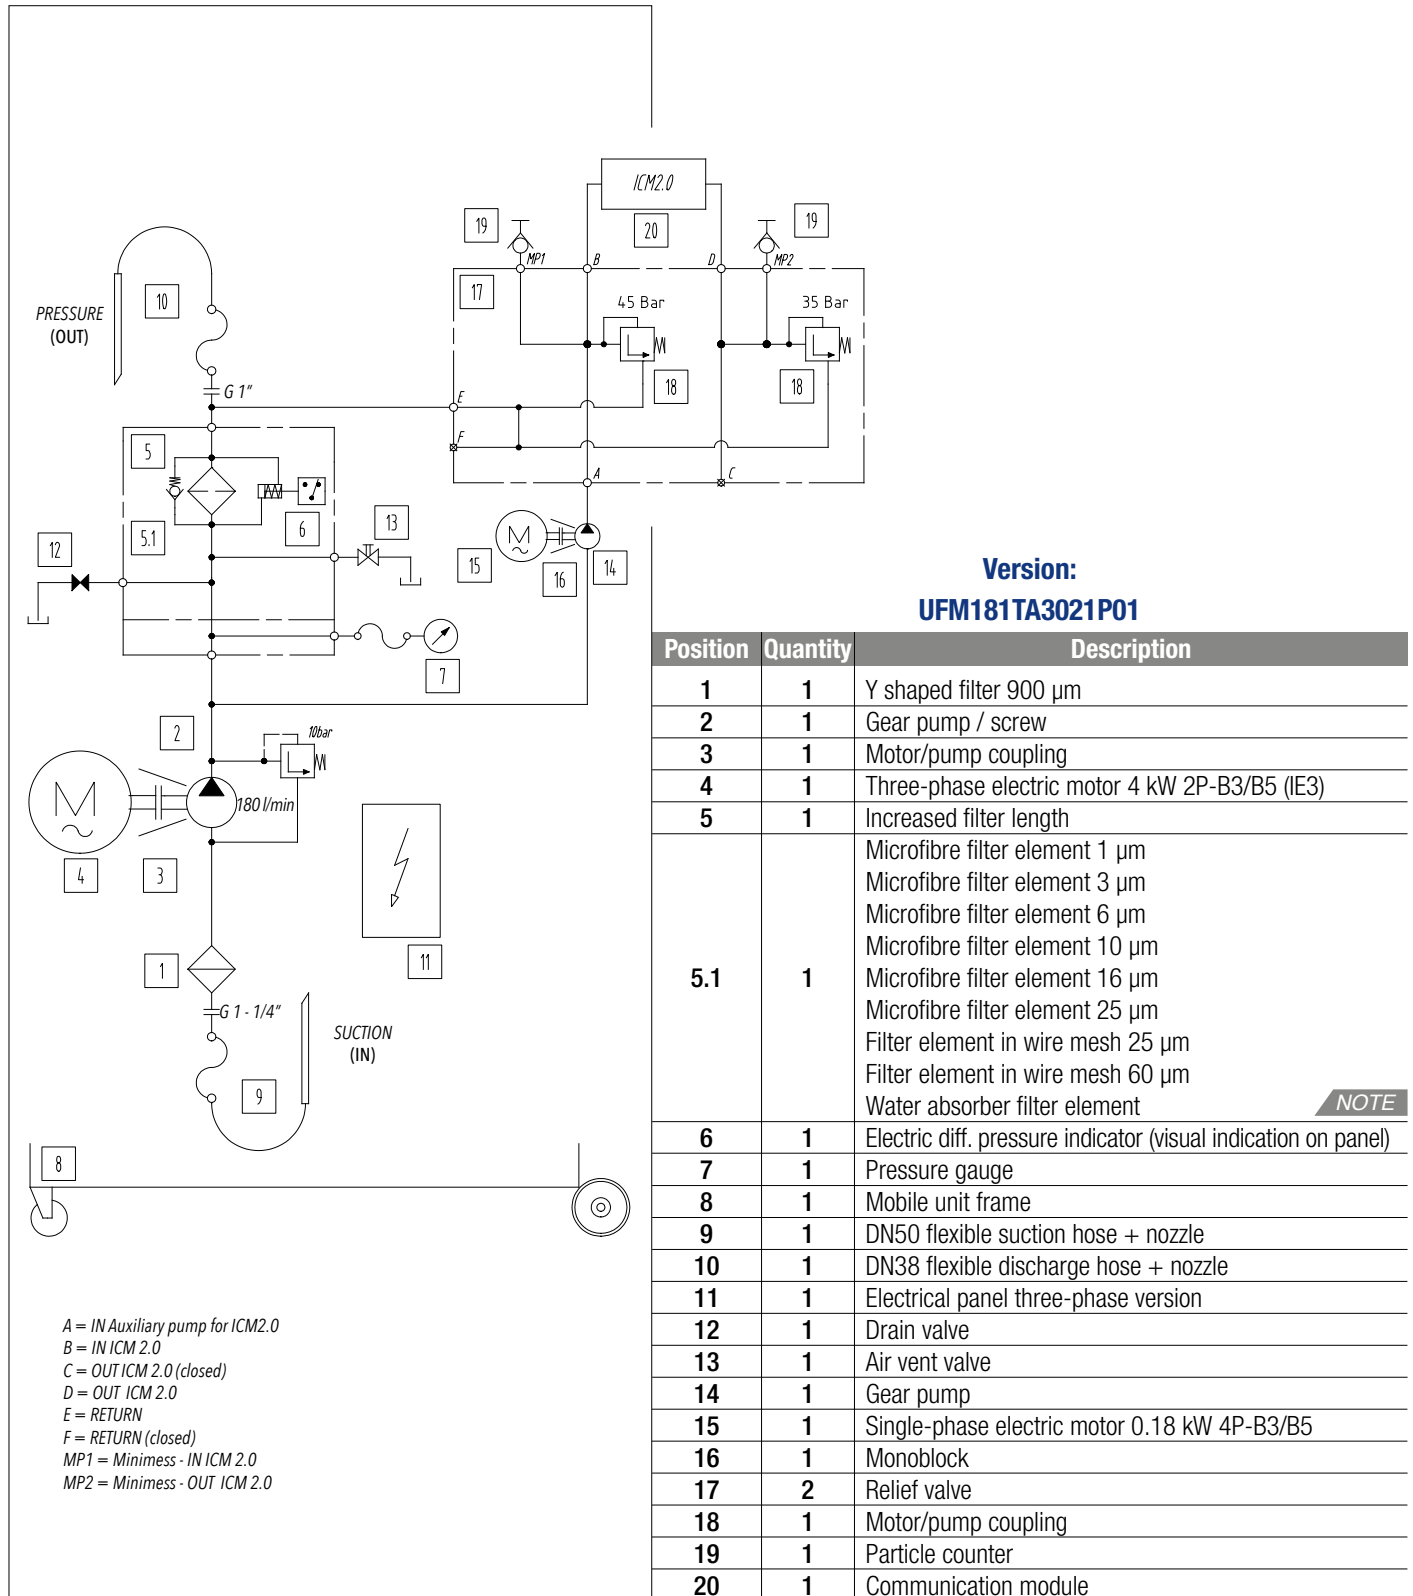 ICM2.0
19
20
19
MP1
B
D
MP2
17
45 Bar
35 Bar
10
PRESSURE
(OUT)
18
18
G 1"
E
F
5
A
C
5.1
6
13
12
M
15
16
14
7
2
10bar
M
180 l/min
4
3
11
1
G 1 - 1/4"
SUCTION
(IN)
9
8
A = IN Auxiliary pump for ICM2.0
B = IN ICM 2.0
C = OUT ICM 2.0 (closed)
D = OUT ICM 2.0
E = RETURN
F = RETURN (closed)
MP1 = Minimess - IN ICM 2.0
MP2 = Minimess - OUT ICM 2.0
Version:
UFM181TA3021P01
Position Quantity Description
1 1 Y shaped filter 900 µm
2 1 Gear pump / screw
3 1 Motor/pump coupling
4 1 Three-phase electric motor 4 kW 2P-B3/B5 (IE3)
5 1 Increased filter length
Microfibre filter element 1 µm
Microfibre filter element 3 µm
Microfibre filter element 6 µm
Microfibre filter element 10 µm
5.1 1 Microfibre filter element 16 µm
Microfibre filter element 25 µm
Filter element in wire mesh 25 µm
Filter element in wire mesh 60 µm
Water absorber filter element NOTE
6 1 Electric diff. pressure indicator (visual indication on panel)
7 1 Pressure gauge
8 1 Mobile unit frame
9 1 DN50 flexible suction hose + nozzle
10 1 DN38 flexible discharge hose + nozzle
11 1 Electrical panel three-phase version
12 1 Drain valve
13 1 Air vent valve
14 1 Gear pump
15 1 Single-phase electric motor 0.18 kW 4P-B3/B5
16 1 Monoblock
17 2 Relief valve
18 1 Motor/pump coupling
19 1 Particle counter
20 1 Communication module